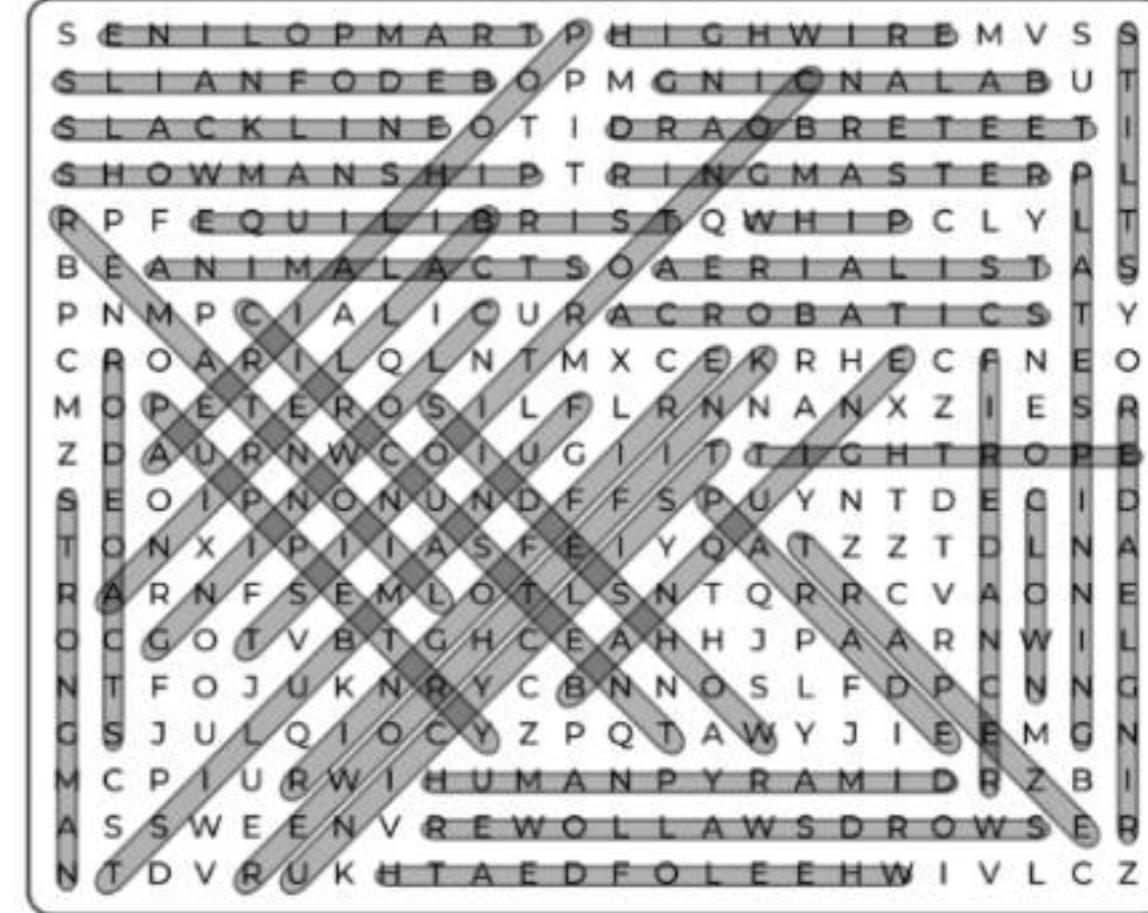 S E N I L O P M A R T P H I G H W I R E M V S S
S L I A N F O D E B O P M G N I C N A L A B U T
S L A C K L I N E O T I D R A O B R E T E E T I
S H O W M A N S H I P T R I N G M A S T E R P L
R P F E Q U I L I B R I S T Q W H I P C L Y L T
B E A N I M A L A C T S O A E R I A L I S T A S
P N M P C I A L I C U R A C R O B A T I C S T Y
C R O A R I L Q L N T M X C E K R H E C F N E O
M O P E T E R O S I L F L R N N A N X Z I E S R
Z D A U R N W C O I U G I I T T I G H T R O P E
S E O I P N O N U N D F F S P U Y N T D E C I D
T O N X I P I I A S F E I Y Q A T Z Z T D L N A
R A R N F S E M L O T L S N T Q R R C V A O N E
O C G O T V B T G H C E A H H J P A A R N W I L
N T F O J U K N R Y C B N N O S L F D P C N N G
G S J U L Q I O C Y Z P Q T A W Y J I E E M G N
M C P I U R W I H U M A N P Y R A M I D R Z B I
A S S W E E N V R E W O L L A W S D R O W S E R
N T D V R U K H T A E D F O L E E H W I V L C Z